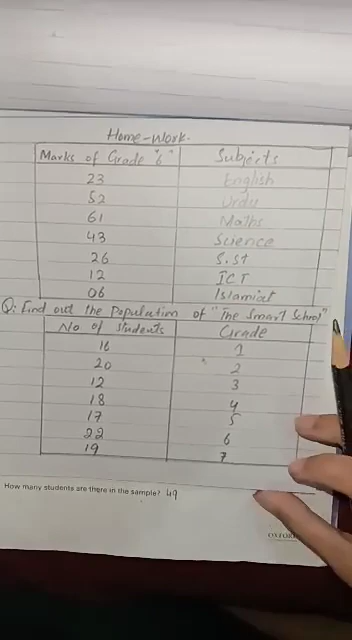 Home-Work.
Marks of Grade "6" Subjects
23 English
52 Urdu
61 Maths
43 Science
26 S.St
12 ICT
06 Islamiat
Q: Find out the Population of "The Smart School"
No of Students Grade
16 1
20 2
12 3
18 4
17 5
22 6
19 7
How many students are there in the sample? 49
OXFORD